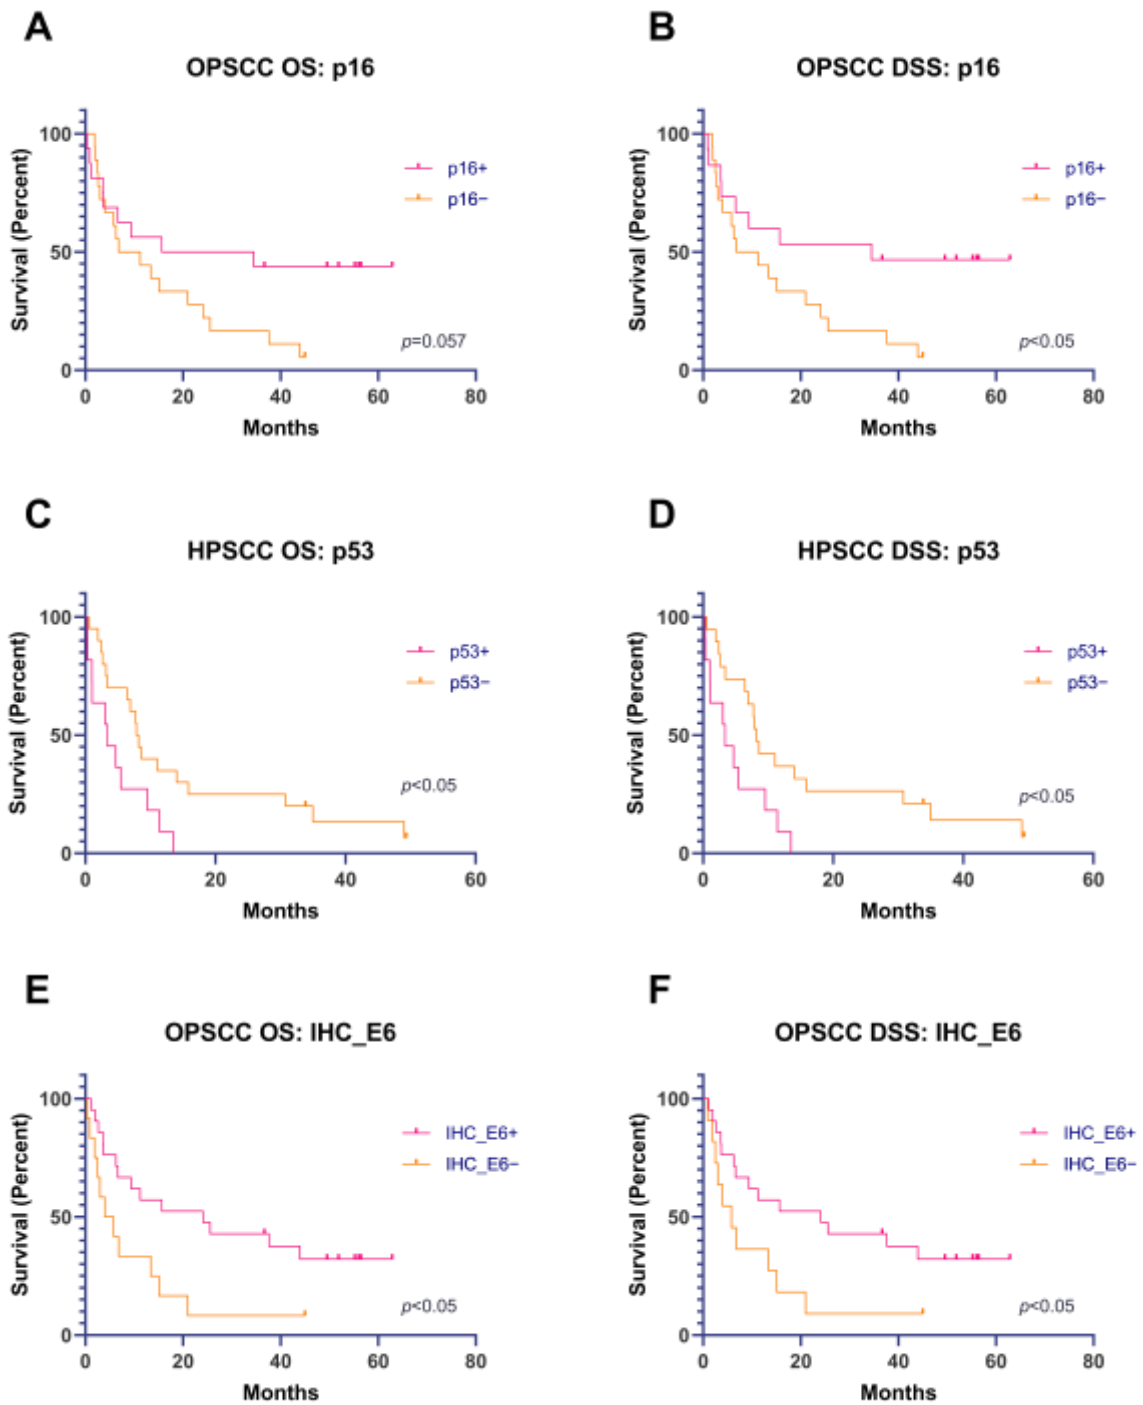 A
OPSCC OS: p16
Survival (Percent)
100
50
0
p16+
p16−
p=0.057
0 20 40 60 80
Months
B
OPSCC DSS: p16
Survival (Percent)
100
50
0
p16+
p16−
p<0.05
0 20 40 60 80
Months
C
HPSCC OS: p53
Survival (Percent)
100
50
0
p53+
p53−
p<0.05
0 20 40 60
Months
D
HPSCC DSS: p53
Survival (Percent)
100
50
0
p53+
p53−
p<0.05
0 20 40 60
Months
E
OPSCC OS: IHC_E6
Survival (Percent)
100
50
0
IHC_E6+
IHC_E6−
p<0.05
0 20 40 60 80
Months
F
OPSCC DSS: IHC_E6
Survival (Percent)
100
50
0
IHC_E6+
IHC_E6−
p<0.05
0 20 40 60 80
Months